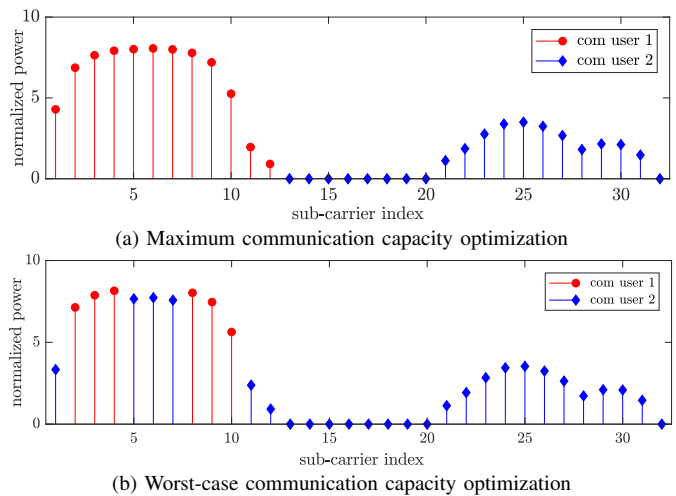 10
com user 1
com user 2
5
0
normalized power
5 10 15 20 25 30
sub-carrier index
(a) Maximum communication capacity optimization
10
com user 1
com user 2
5
0
normalized power
5 10 15 20 25 30
sub-carrier index
(b) Worst-case communication capacity optimization